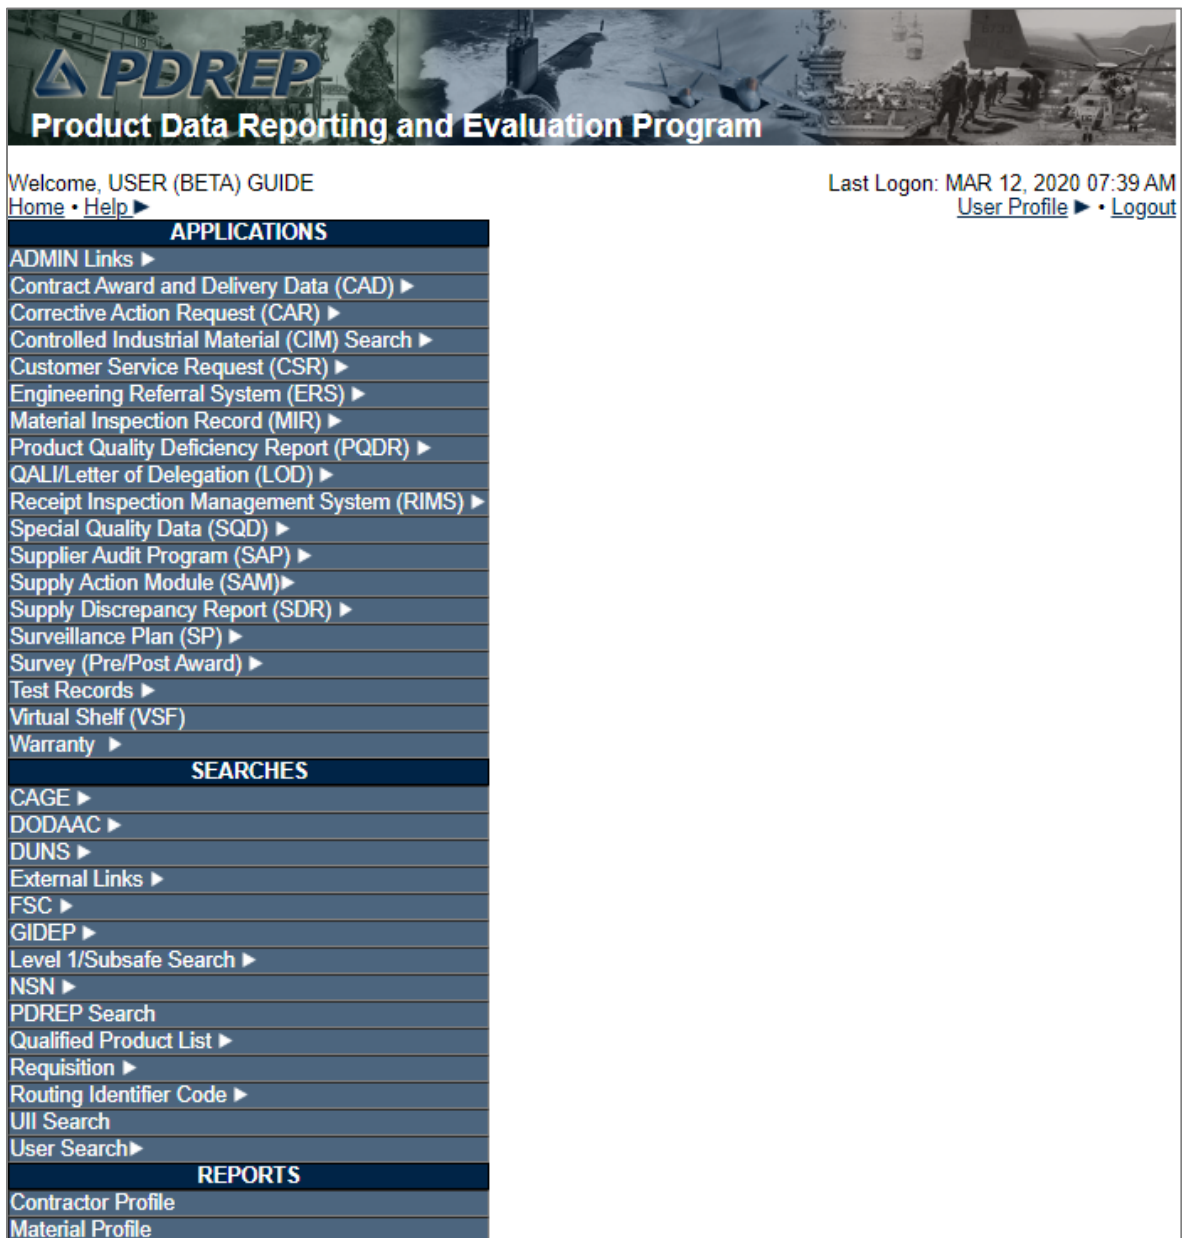 PDREP
Product Data Reporting and Evaluation Program
Welcome, USER (BETA) GUIDE
Last Logon: MAR 12, 2020 07:39 AM
Home • Help ►
User Profile ► • Logout
APPLICATIONS
ADMIN Links ►
Contract Award and Delivery Data (CAD) ►
Corrective Action Request (CAR) ►
Controlled Industrial Material (CIM) Search ►
Customer Service Request (CSR) ►
Engineering Referral System (ERS) ►
Material Inspection Record (MIR) ►
Product Quality Deficiency Report (PQDR) ►
QALI/Letter of Delegation (LOD) ►
Receipt Inspection Management System (RIMS) ►
Special Quality Data (SQD) ►
Supplier Audit Program (SAP) ►
Supply Action Module (SAM)►
Supply Discrepancy Report (SDR) ►
Surveillance Plan (SP) ►
Survey (Pre/Post Award) ►
Test Records ►
Virtual Shelf (VSF)
Warranty ►
SEARCHES
CAGE ►
DODAAC ►
DUNS ►
External Links ►
FSC ►
GIDEP ►
Level 1/Subsafe Search ►
NSN ►
PDREP Search
Qualified Product List ►
Requisition ►
Routing Identifier Code ►
UII Search
User Search►
REPORTS
Contractor Profile
Material Profile